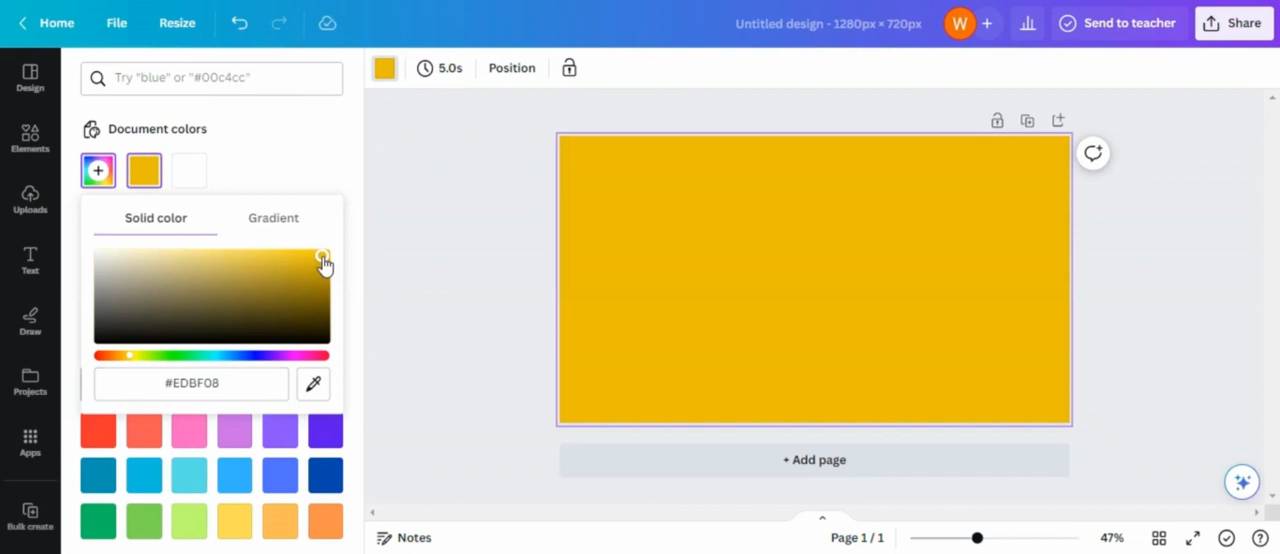 Home File Resize Untitled design - 1280px × 720px W + Send to teacher Share
Design
Elements
Uploads
Text
Draw
Projects
Apps
Bulk create
Try "blue" or "#00c4cc"
Document colors
Solid color Gradient
#EDBF08
5.0s Position
+ Add page
Notes Page 1 / 1 47%